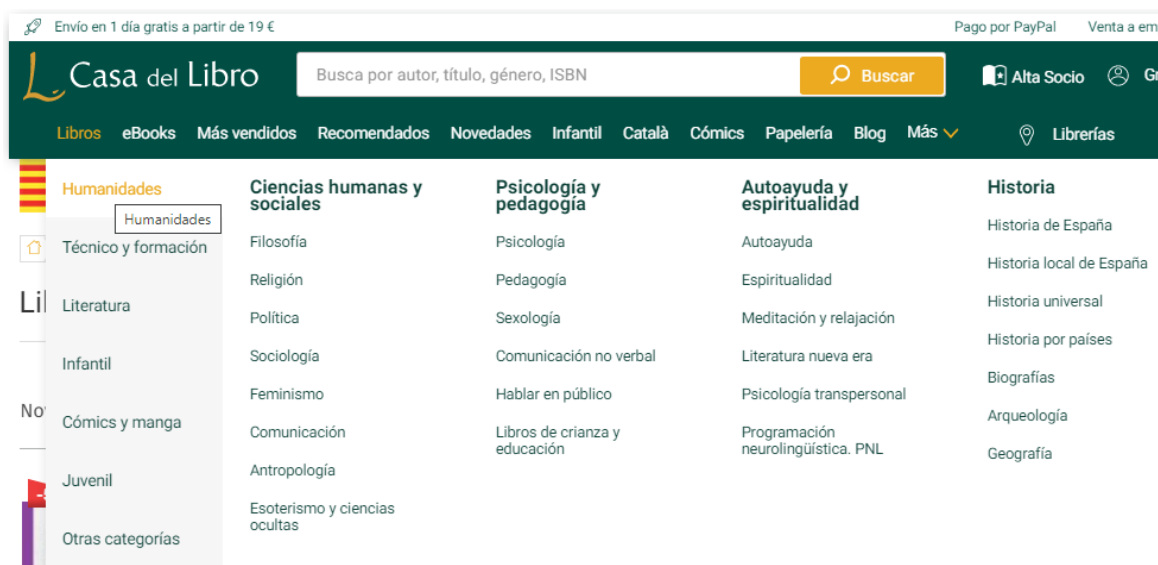 Envío en 1 día gratis a partir de 19 €
Pago por PayPal
Venta a em
Casa del Libro
Busca por autor, título, género, ISBN
Buscar
Alta Socio
Libros
eBooks
Más vendidos
Recomendados
Novedades
Infantil
Català
Cómics
Papelería
Blog
Más
Librerías
Humanidades
Humanidades
Técnico y formación
Literatura
Infantil
Cómics y manga
Juvenil
Otras categorías
Ciencias humanas y
sociales
Filosofía
Religión
Política
Sociología
Feminismo
Comunicación
Antropología
Esoterismo y ciencias
ocultas
Psicología y
pedagogía
Psicología
Pedagogía
Sexología
Comunicación no verbal
Hablar en público
Libros de crianza y
educación
Autoayuda y
espiritualidad
Autoayuda
Espiritualidad
Meditación y relajación
Literatura nueva era
Psicología transpersonal
Programación
neurolingüística. PNL
Historia
Historia de España
Historia local de España
Historia universal
Historia por países
Biografías
Arqueología
Geografía